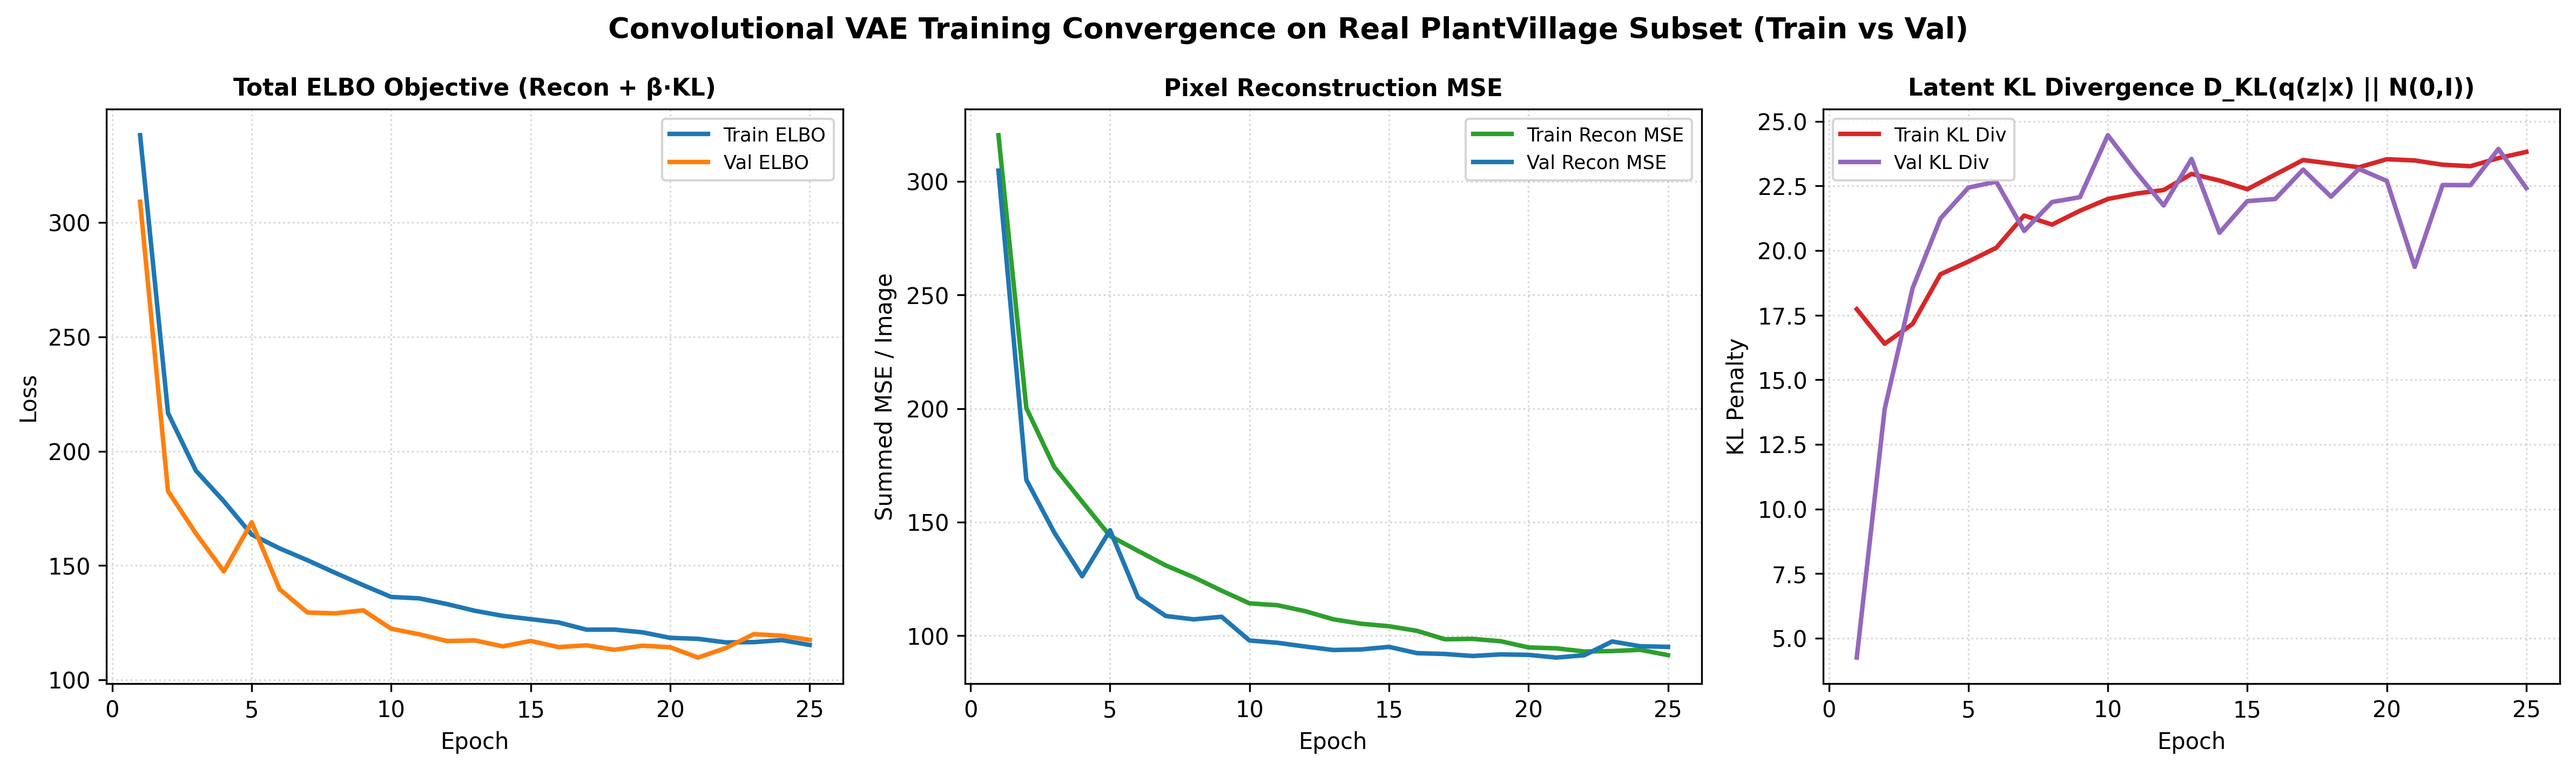 Convolutional VAE Training Convergence on Real PlantVillage Subset (Train vs Val)
Total ELBO Objective (Recon + β·KL)
Train ELBO
Val ELBO
Loss
300
250
200
150
100
0 5 10 15 20 25
Epoch
Pixel Reconstruction MSE
Train Recon MSE
Val Recon MSE
Summed MSE / Image
300
250
200
150
100
0 5 10 15 20 25
Epoch
Latent KL Divergence D_KL(q(z|x) || N(0,I))
Train KL Div
Val KL Div
KL Penalty
25.0
22.5
20.0
17.5
15.0
12.5
10.0
7.5
5.0
0 5 10 15 20 25
Epoch